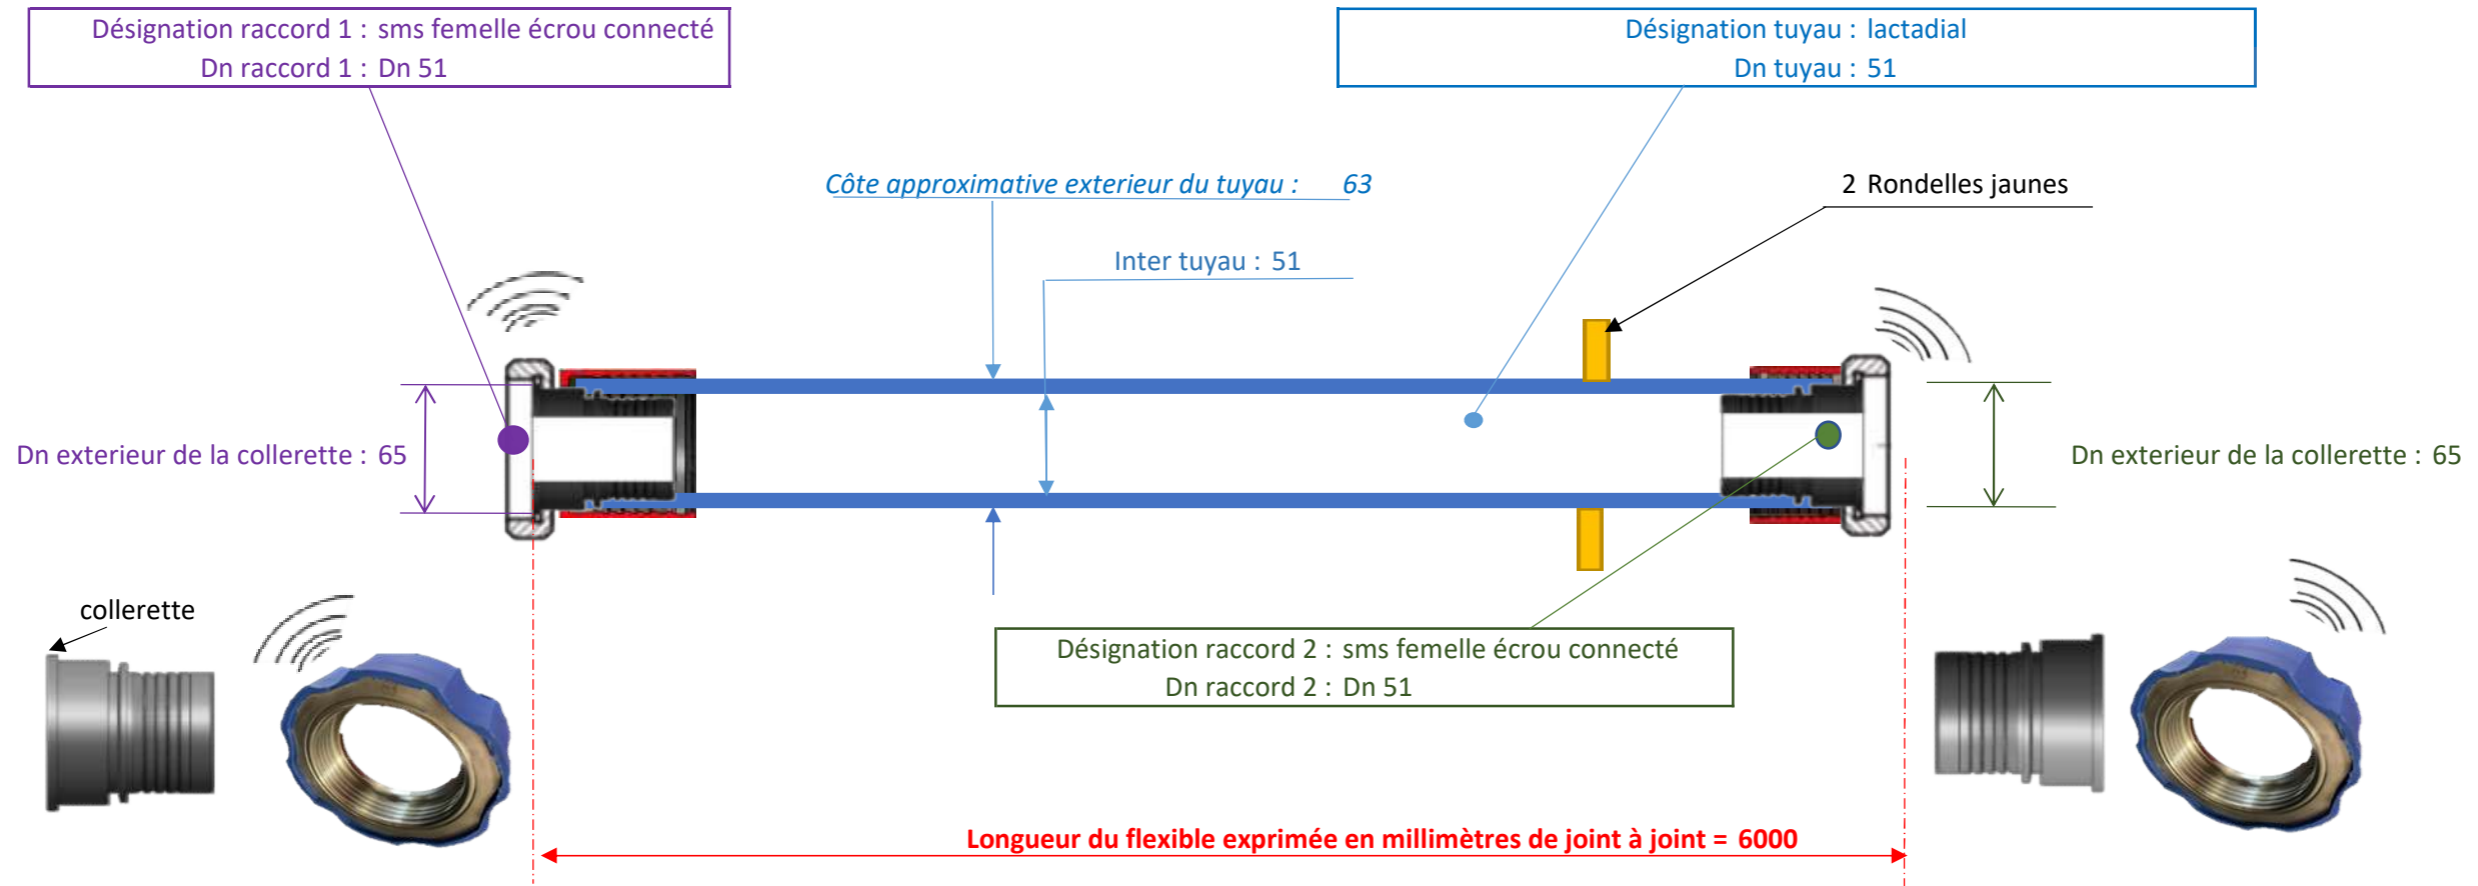 Désignation raccord 1 : sms femelle écrou connecté
Dn raccord 1 : Dn 51
Désignation tuyau : lactadial
Dn tuyau : 51
Côte approximative exterieur du tuyau : 63
2 Rondelles jaunes
Inter tuyau : 51
Dn exterieur de la collerette : 65
Dn exterieur de la collerette : 65
collerette
Désignation raccord 2 : sms femelle écrou connecté
Dn raccord 2 : Dn 51
Longueur du flexible exprimée en millimètres de joint à joint = 6000